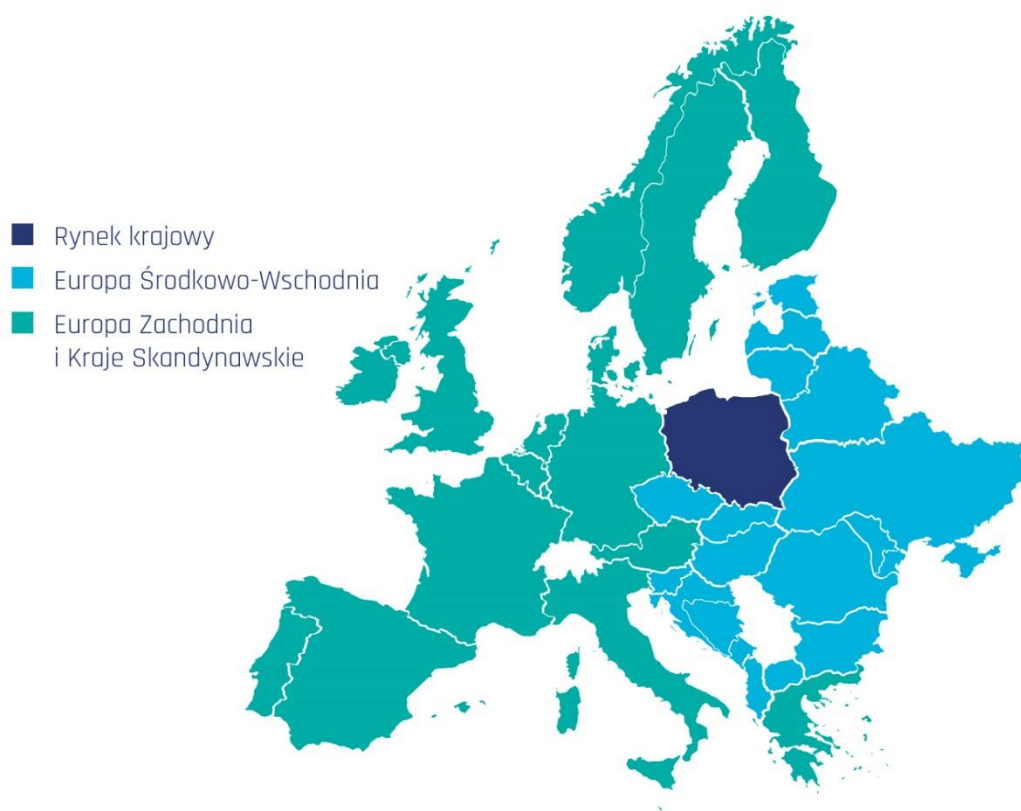 Rynek krajowy
Europa Środkowo-Wschodnia
Europa Zachodnia
i Kraje Skandynawskie